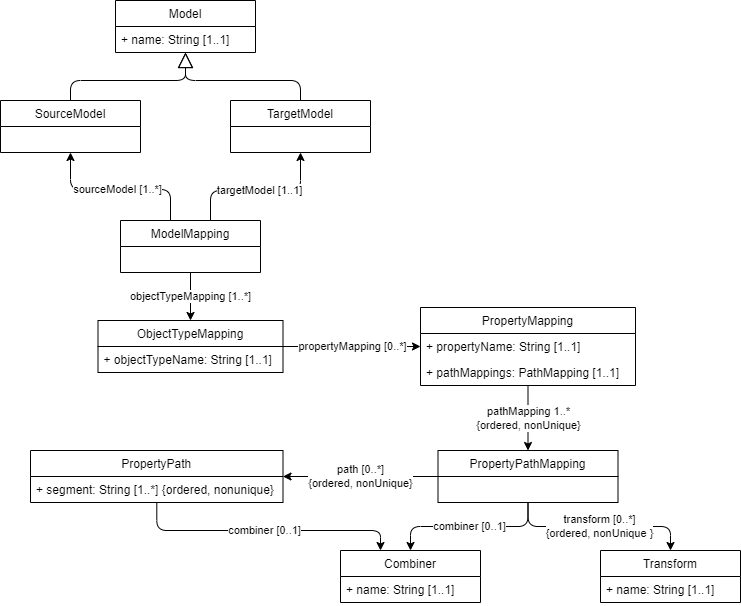 Model
+ name: String [1..1]
SourceModel
TargetModel
sourceModel [1..*]
targetModel [1..1]
ModelMapping
objectTypeMapping [1..*]
ObjectTypeMapping
+ objectTypeName: String [1..1]
propertyMapping [0..*]
PropertyMapping
+ propertyName: String [1..1]
+ pathMappings: PathMapping [1..1]
pathMapping 1..*
{ordered, nonUnique}
PropertyPath
+ segment: String [1..*] {ordered, nonunique}
path [0..*]
{ordered, nonUnique}
PropertyPathMapping
combiner [0..1]
combiner [0..1]
transform [0..*]
{ordered, nonUnique }
Combiner
+ name: String [1..1]
Transform
+ name: String [1..1]